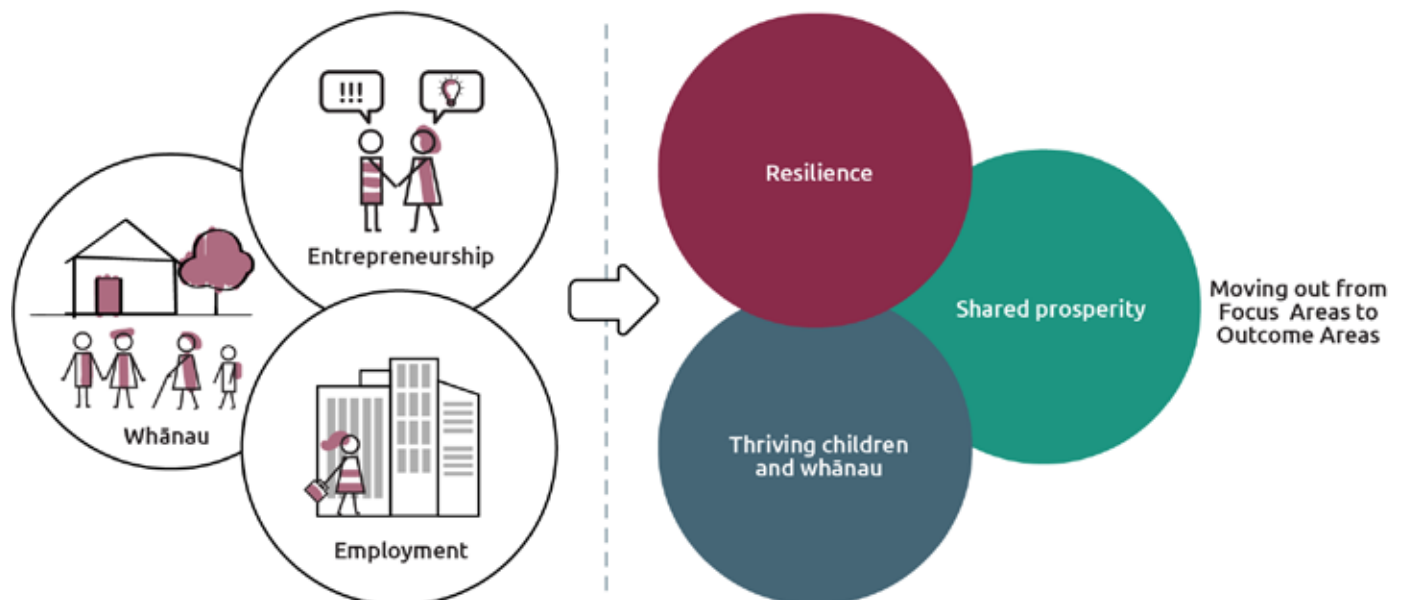 !!!
Entrepreneurship
Whānau
Employment
Resilience
Shared prosperity
Thriving children
and whānau
Moving out from
Focus Areas to
Outcome Areas